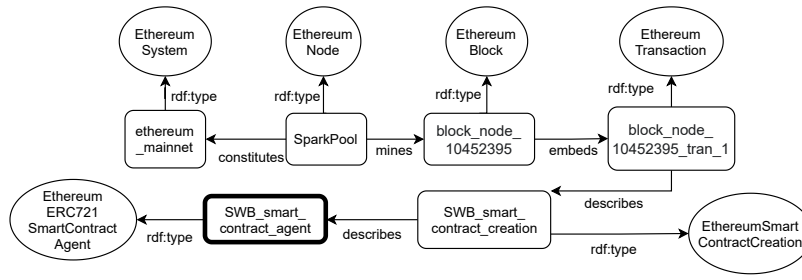 Ethereum
System
Ethereum
Node
Ethereum
Block
Ethereum
Transaction
rdf:type
rdf:type
rdf:type
rdf:type
ethereum
_mainnet
constitutes
SparkPool
mines
block_node_
10452395
embeds
block_node_
10452395_tran_1
describes
Ethereum
ERC721
SmartContract
Agent
rdf:type
SWB_smart_
contract_agent
describes
SWB_smart_
contract_creation
rdf:type
EthereumSmart
ContractCreation